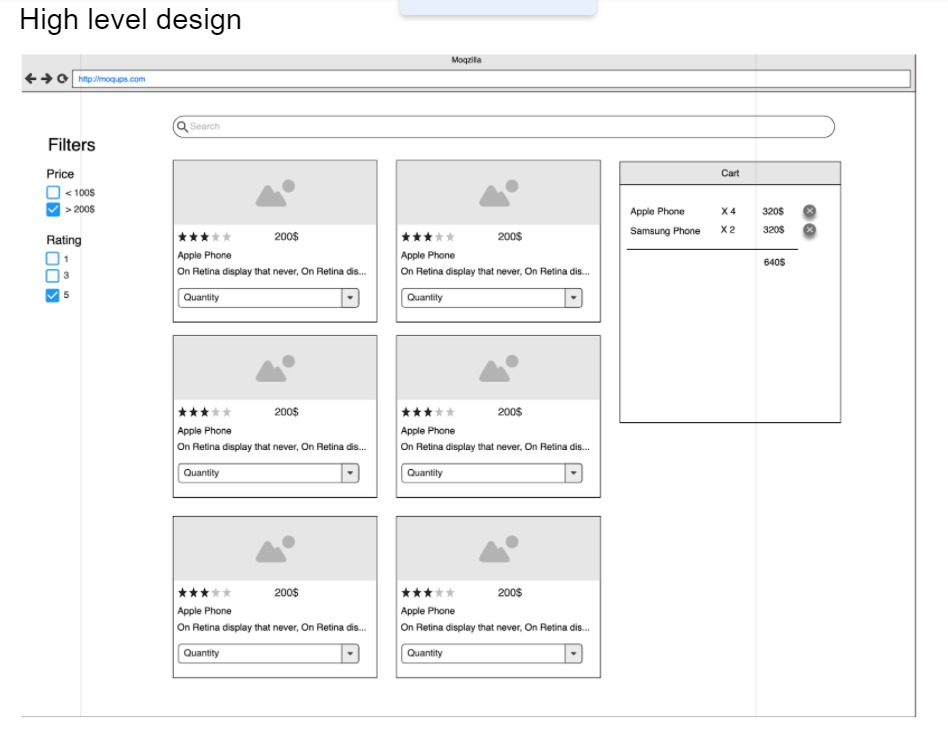 High level design
Moqzilla
http://moqups.com
Search
Filters
Price
< 100$
> 200$
Rating
1
3
5
200$
Apple Phone
On Retina display that never, On Retina dis...
Quantity
200$
Apple Phone
On Retina display that never, On Retina dis...
Quantity
Cart
Apple Phone X 4 320$
Samsung Phone X 2 320$
640$
200$
Apple Phone
On Retina display that never, On Retina dis...
Quantity
200$
Apple Phone
On Retina display that never, On Retina dis...
Quantity
200$
Apple Phone
On Retina display that never, On Retina dis...
Quantity
200$
Apple Phone
On Retina display that never, On Retina dis...
Quantity